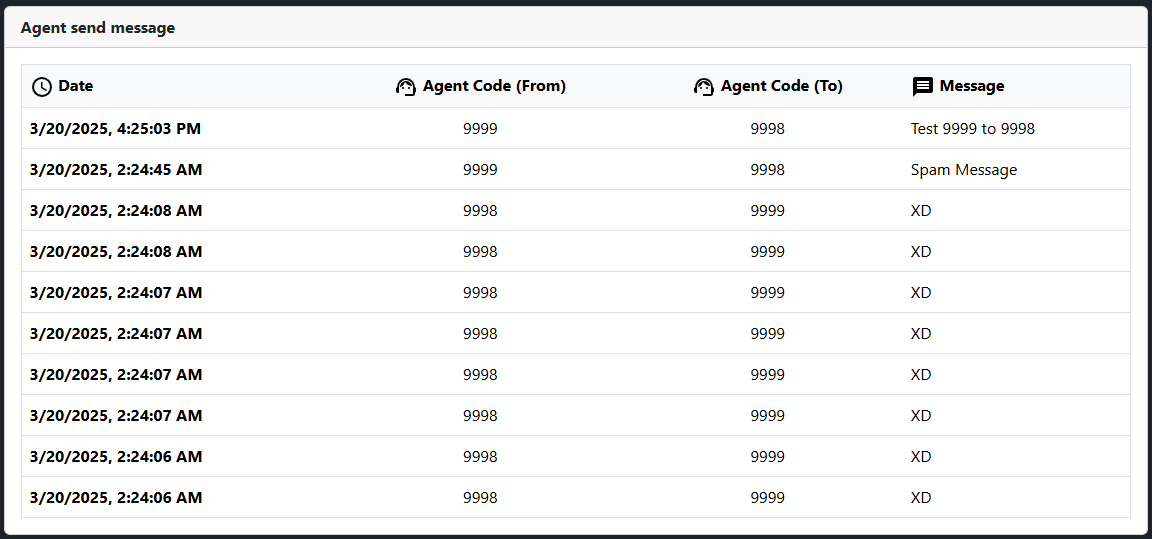 Agent send message
Date Agent Code (From) Agent Code (To) Message
3/20/2025, 4:25:03 PM 9999 9998 Test 9999 to 9998
3/20/2025, 2:24:45 AM 9999 9998 Spam Message
3/20/2025, 2:24:08 AM 9998 9999 XD
3/20/2025, 2:24:08 AM 9998 9999 XD
3/20/2025, 2:24:07 AM 9998 9999 XD
3/20/2025, 2:24:07 AM 9998 9999 XD
3/20/2025, 2:24:07 AM 9998 9999 XD
3/20/2025, 2:24:07 AM 9998 9999 XD
3/20/2025, 2:24:06 AM 9998 9999 XD
3/20/2025, 2:24:06 AM 9998 9999 XD